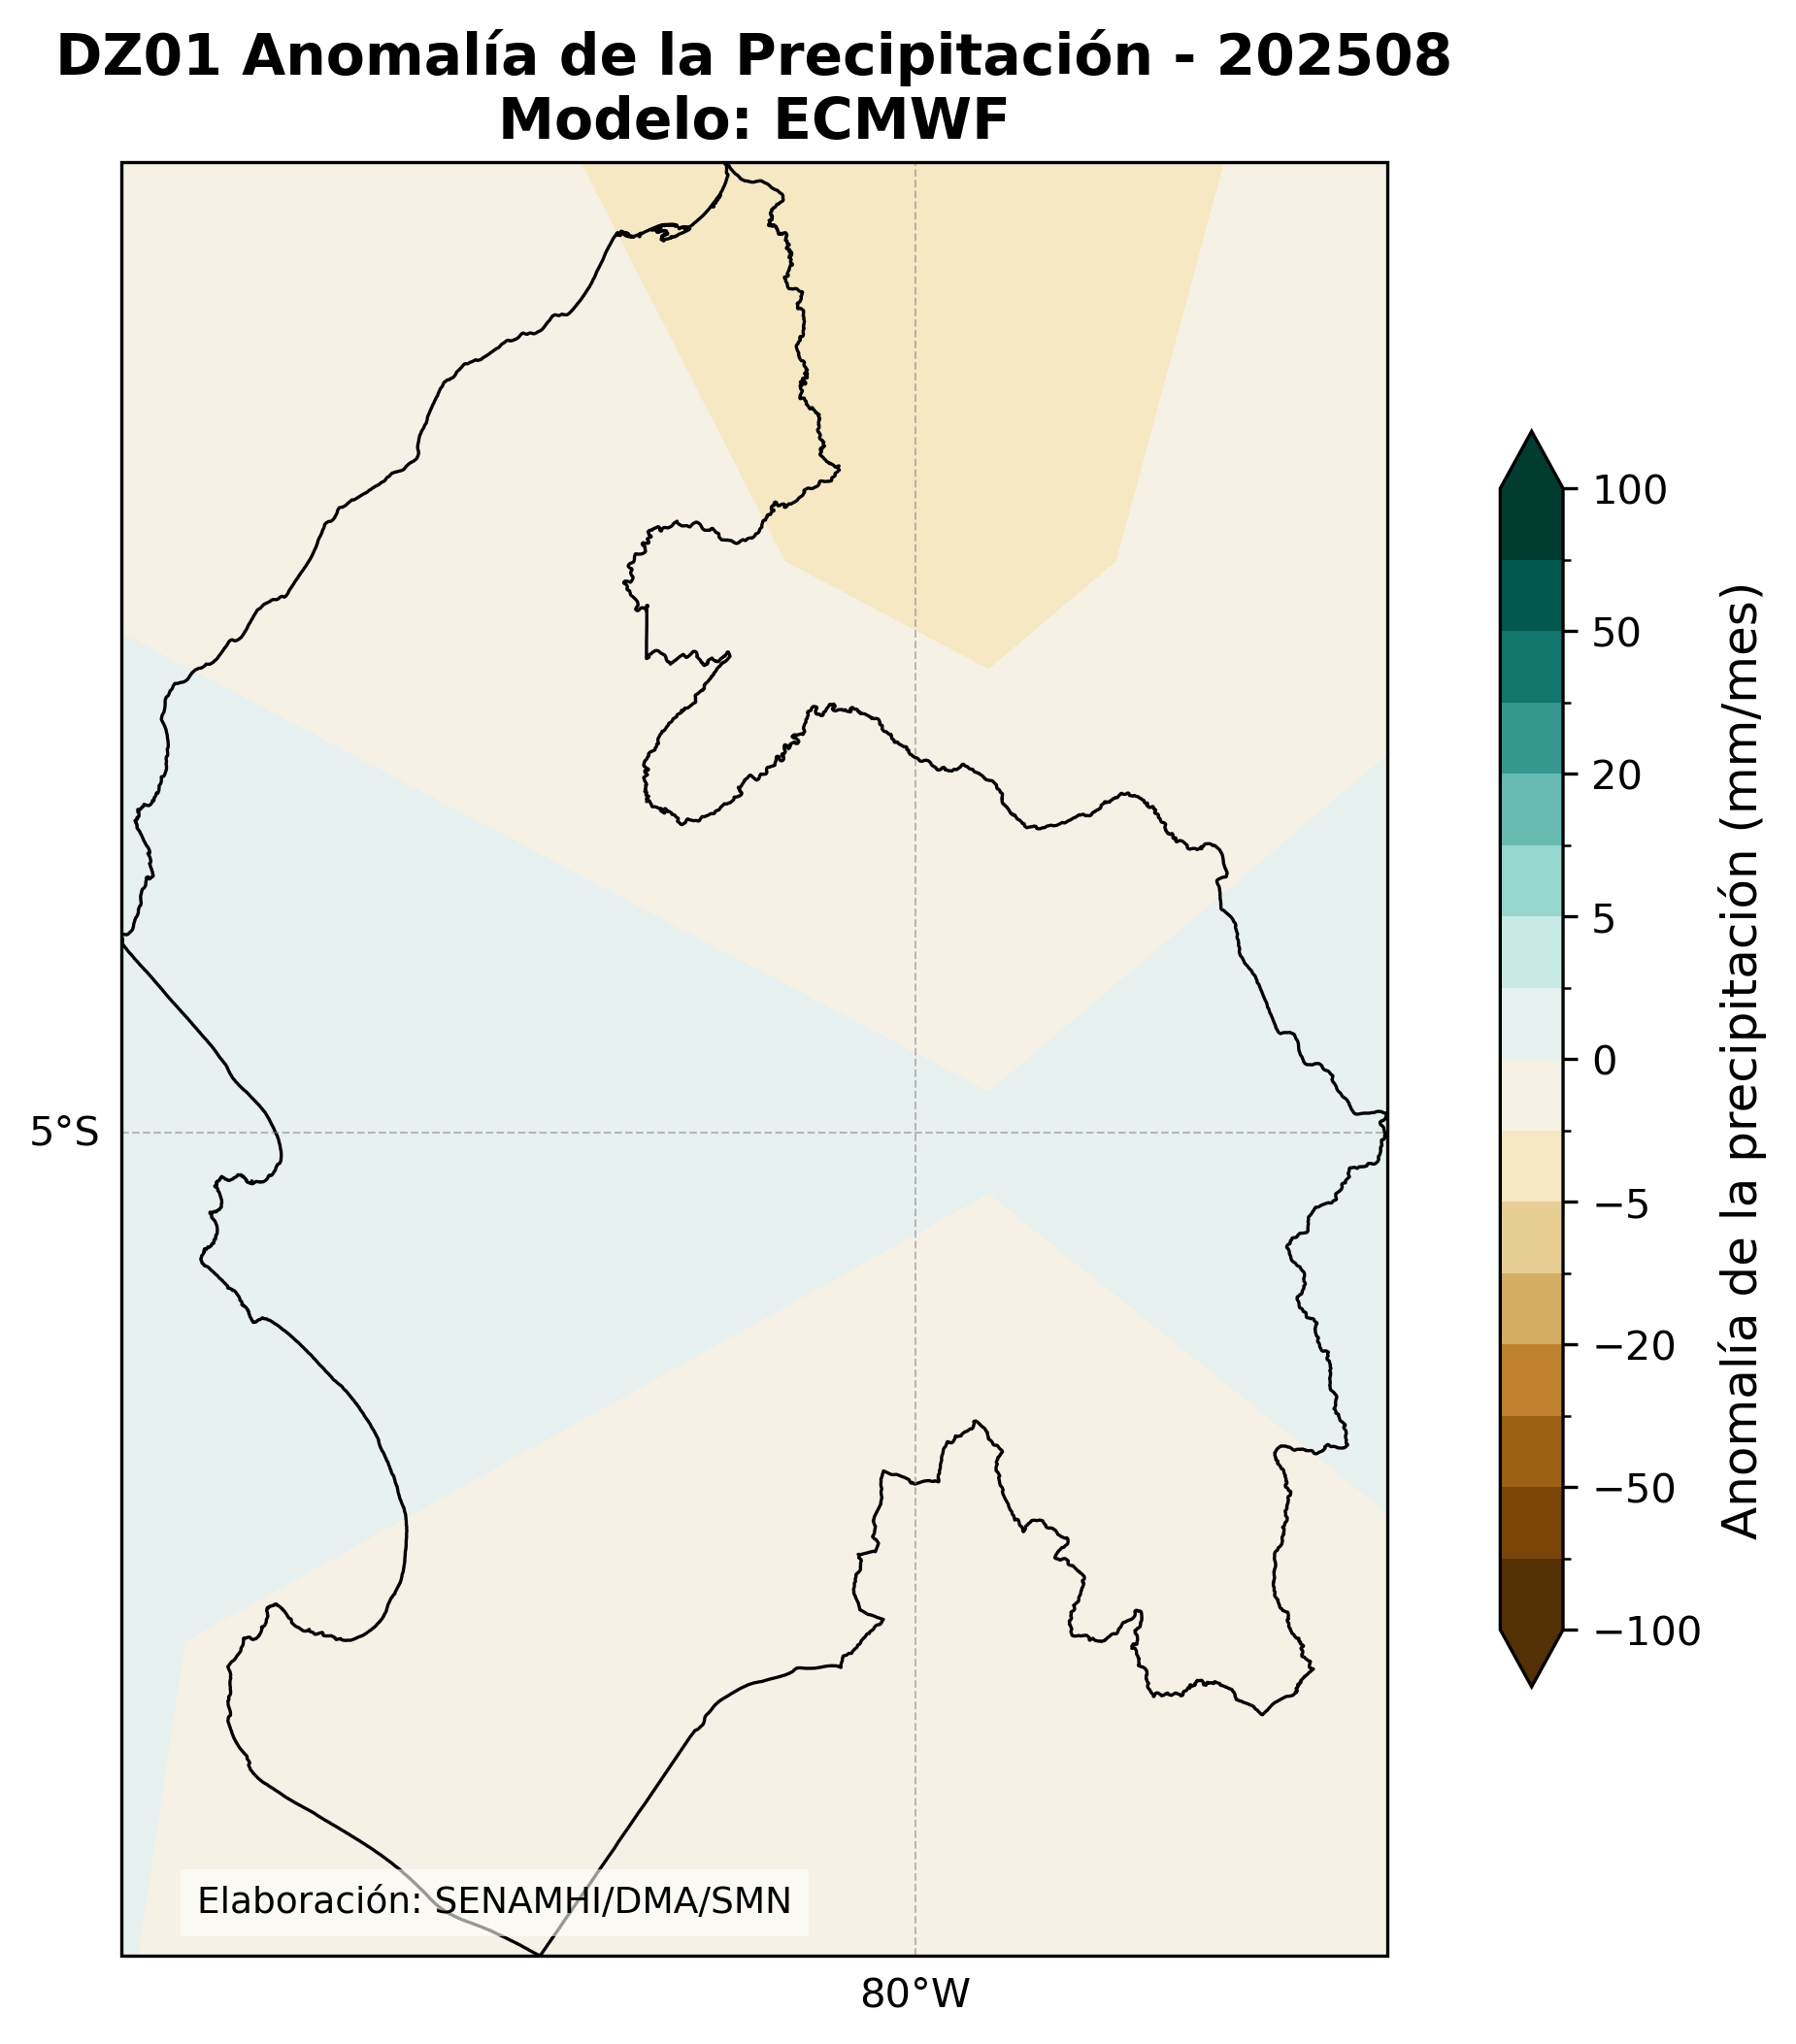 DZ01 Anomalía de la Precipitación - 202508
Modelo: ECMWF
5°S
80°W
Elaboración: SENAMHI/DMA/SMN
100
50
20
5
0
−5
−20
−50
−100
Anomalía de la precipitación (mm/mes)